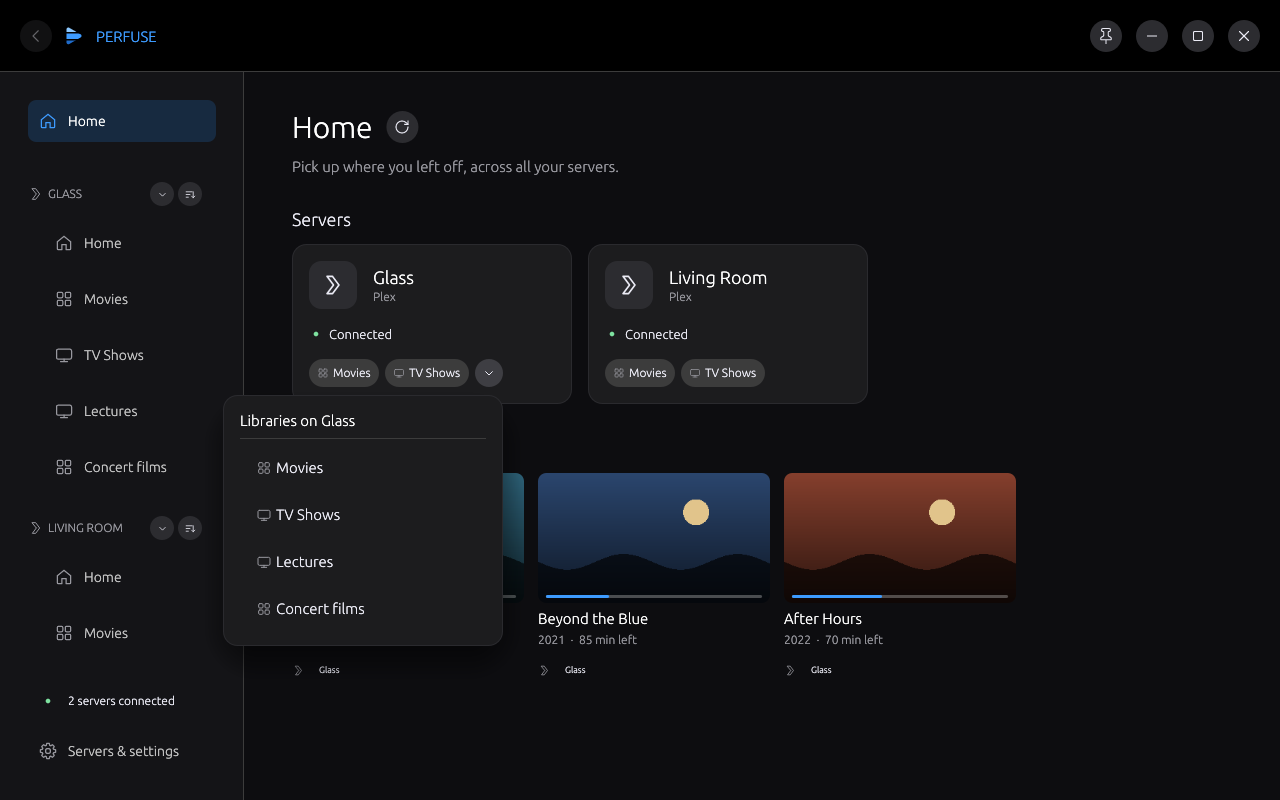 PERFUSE
Home
GLASS
Home
Movies
TV Shows
Lectures
Concert films
LIVING ROOM
Home
Movies
2 servers connected
Servers & settings
Home
Pick up where you left off, across all your servers.
Servers
Glass
Plex
Connected
Movies
TV Shows
Living Room
Plex
Connected
Movies
TV Shows
Libraries on Glass
Movies
TV Shows
Lectures
Concert films
Glass
Beyond the Blue
2021 · 85 min left
Glass
After Hours
2022 · 70 min left
Glass